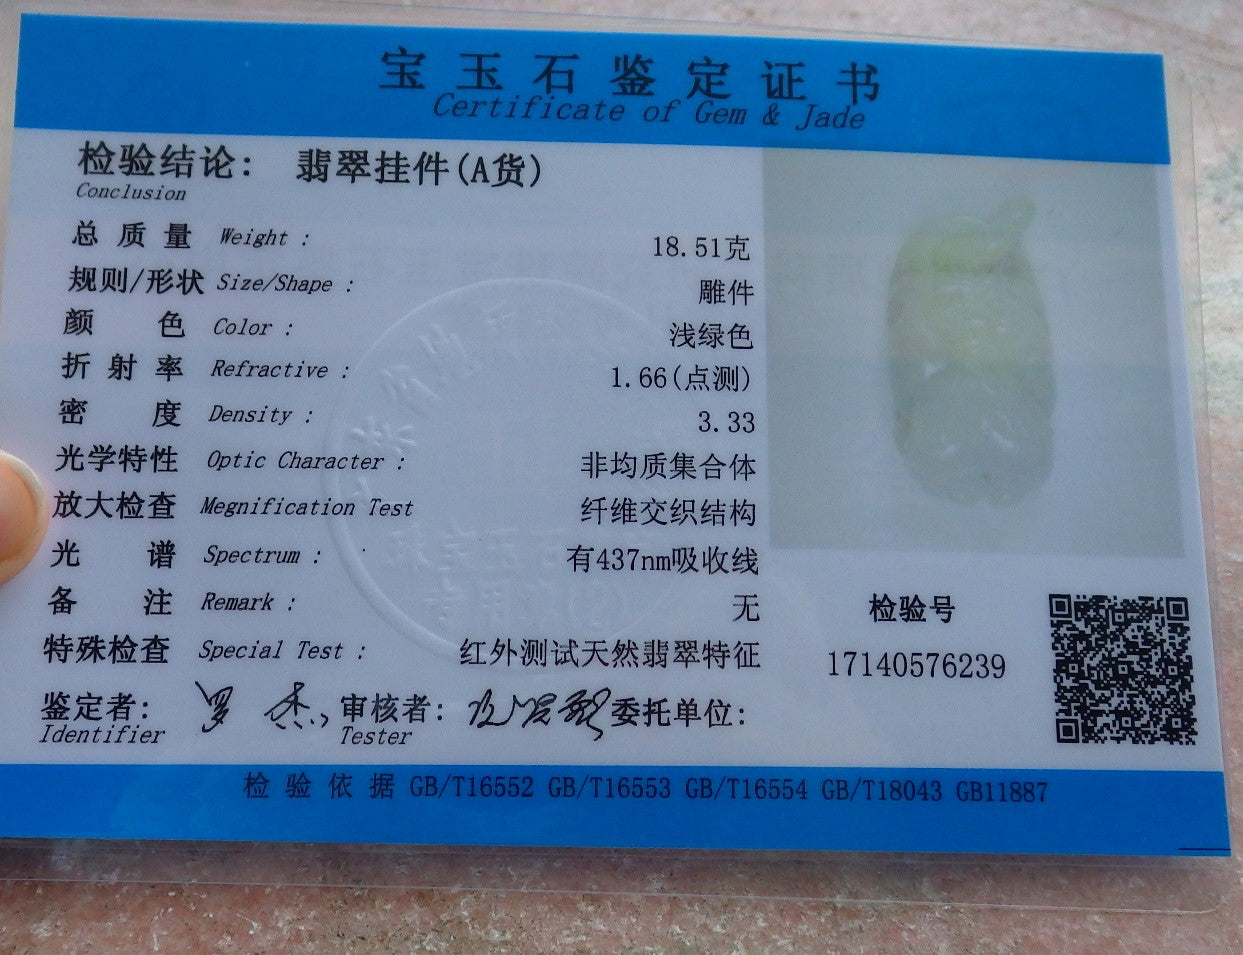 宝玉石鉴定证书
Certificate of Gem & Jade
检验结论: 翡翠挂件(A货)
Conclusion
总质量 Weight : 18.51克
规则/形状 Size/Shape : 雕件
颜色 Color : 浅绿色
折射率 Refractive : 1.66(点测)
密度 Density : 3.33
光学特性 Optic Character : 非均质集合体
放大检查 Megnification Test 纤维交织结构
光谱 Spectrum : 有437nm吸收线
备注 Remark : 无
特殊检查 Special Test : 红外测试天然翡翠特征
检验号
17140576239
鉴定者: 罗杰 审核者: 委托单位:
Identifier Tester
检验依据 GB/T16552 GB/T16553 GB/T16554 GB/T18043 GB11887